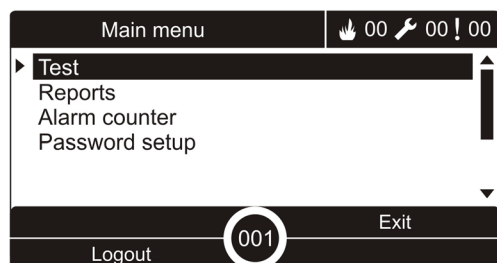 Main menu 00 00 ! 00
Test
Reports
Alarm counter
Password setup
Exit
001
Logout